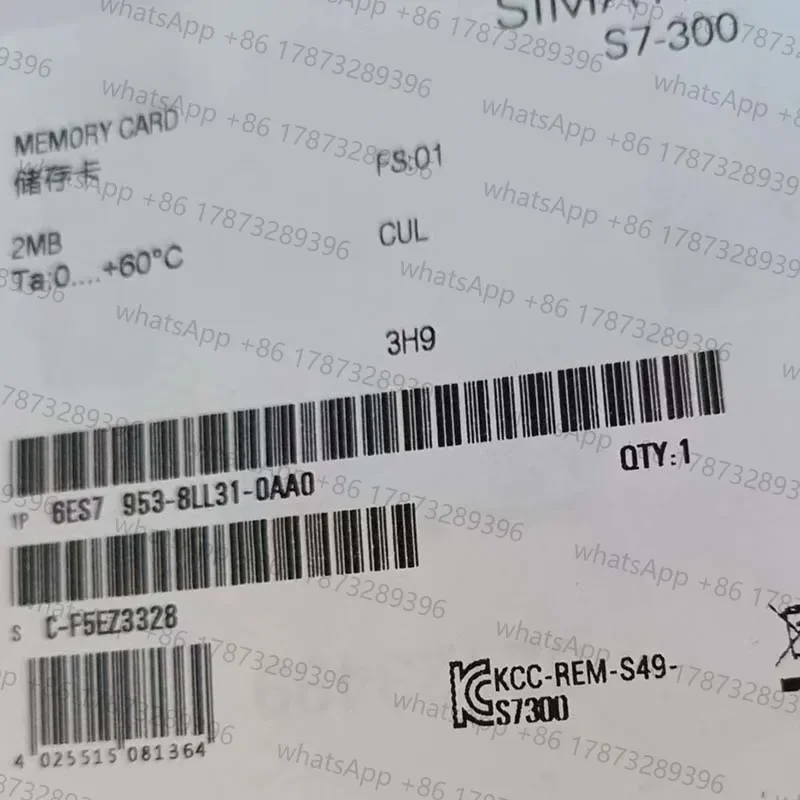 S7-300
MEMORY CARD
储存卡
FS:01
2MB
CUL
Ta:0....+60°C
3H9
QTY:1
1P 6ES7 953-8LL31-0AA0
S C-P5EZ3328
KCC-REM-S49-
S7300
4 025515 081364
whatsApp +86 17873289396